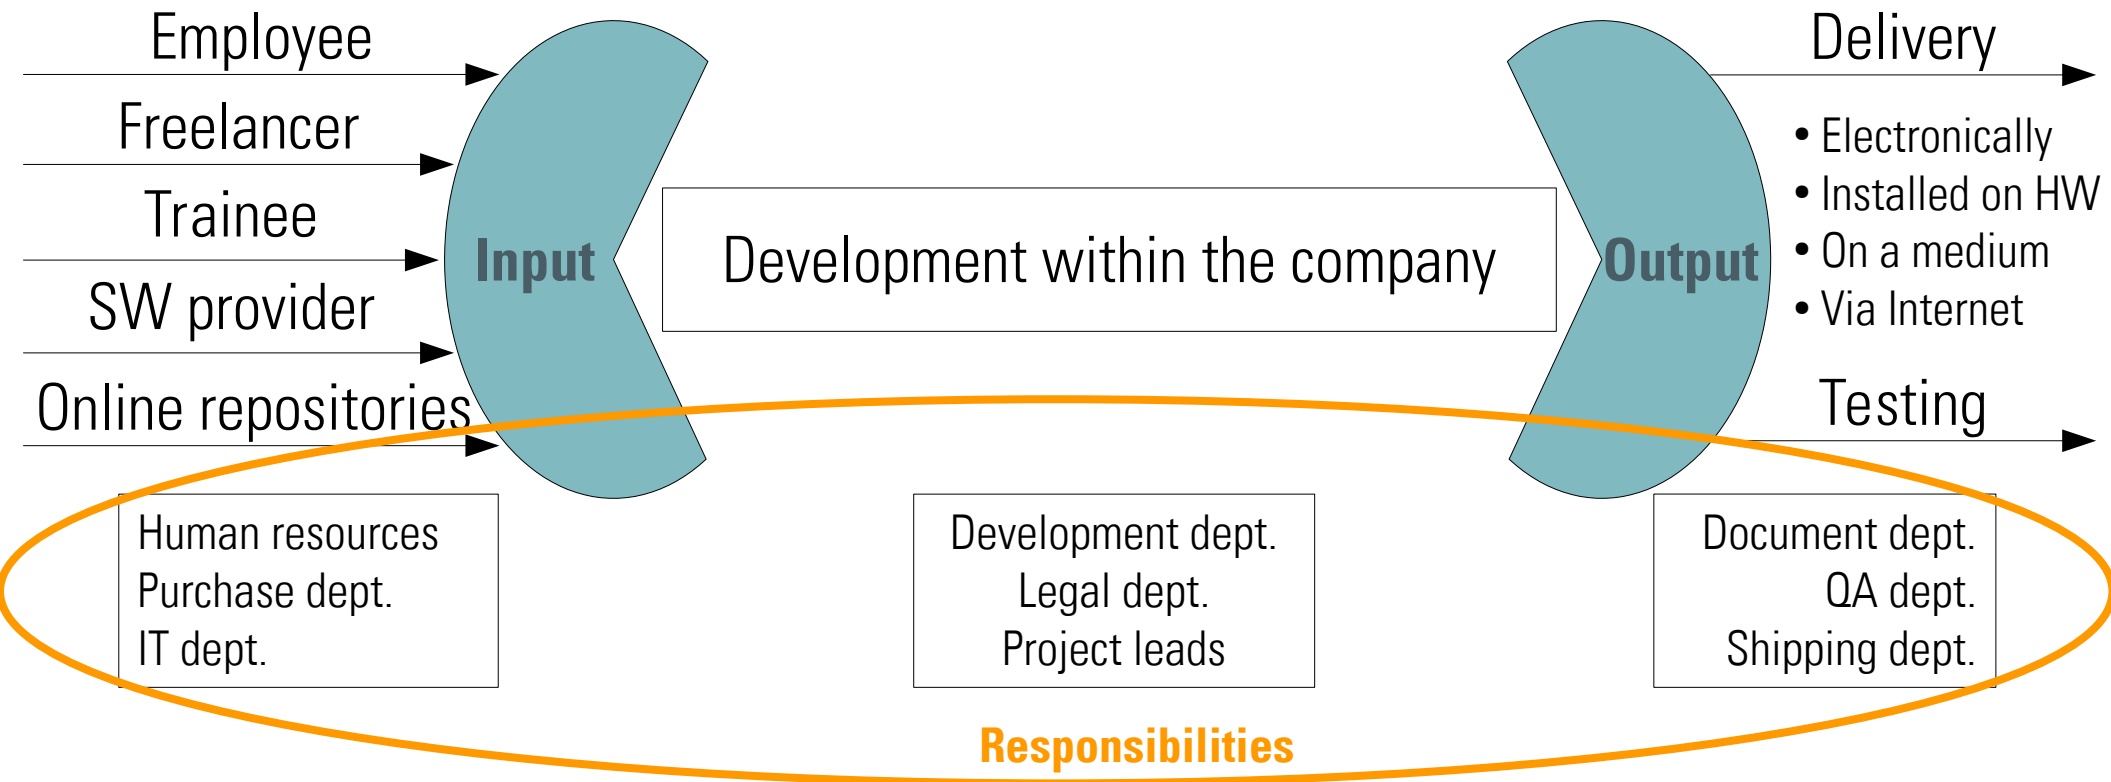 Employee
Freelancer
Trainee
SW provider
Online repositories
Input
Development within the company
Output
Delivery
• Electronically
• Installed on HW
• On a medium
• Via Internet
Testing
Human resources
Purchase dept.
IT dept.
Development dept.
Legal dept.
Project leads
Document dept.
QA dept.
Shipping dept.
Responsibilities